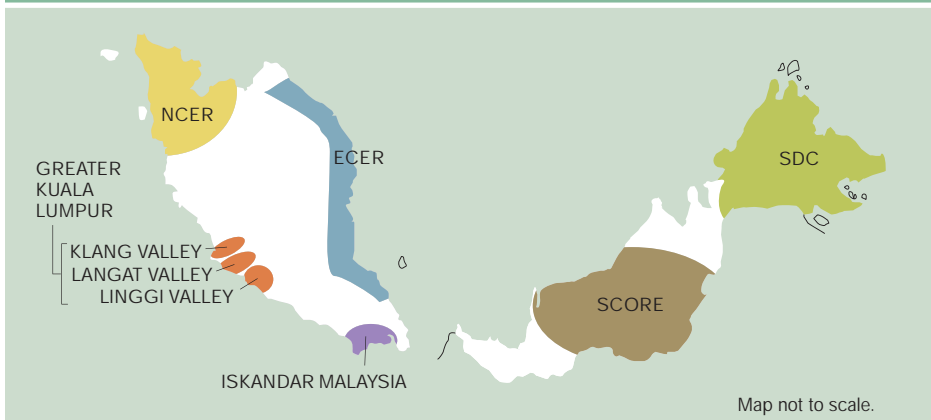 NCER
ECER
GREATER
KUALA
LUMPUR
KLANG VALLEY
LANGAT VALLEY
LINGGI VALLEY
ISKANDAR MALAYSIA
SDC
SCORE
Map not to scale.